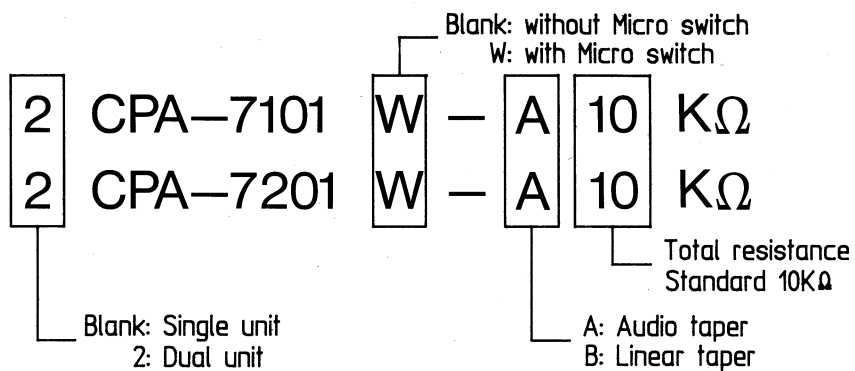 Blank: without Micro switch
W: with Micro switch
2 CPA—7101 W — A 10 KΩ
2 CPA—7201 W — A 10 KΩ
Total resistance
Standard 10KΩ
Blank: Single unit
2: Dual unit
A: Audio taper
B: Linear taper